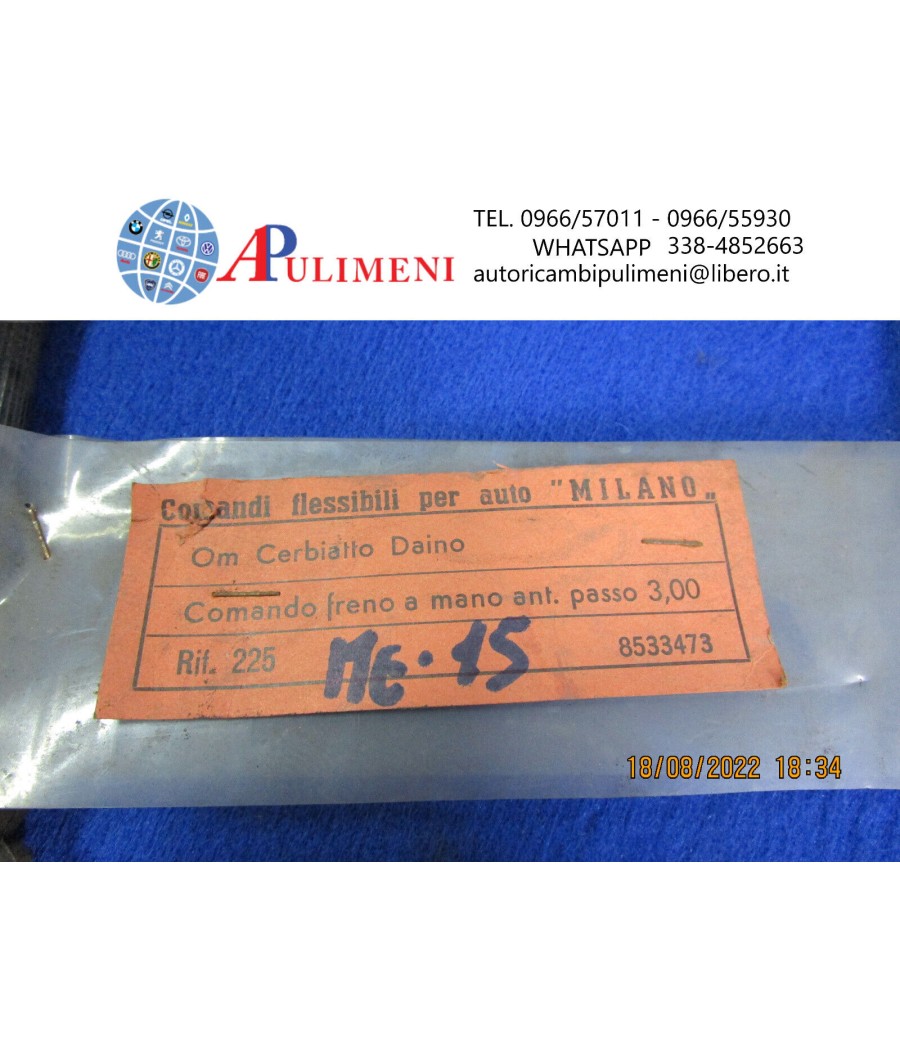 APULIMENI
TEL. 0966/57011 - 0966/55930
WHATSAPP 338-4852663
autoricambipulimeni@libero.it
Comandi flessibili per auto "MILANO„
Om Cerbiatto Daino
Comando freno a mano ant. passo 3,00
Rif. 225
ME·15
8533473
18/08/2022 18:34